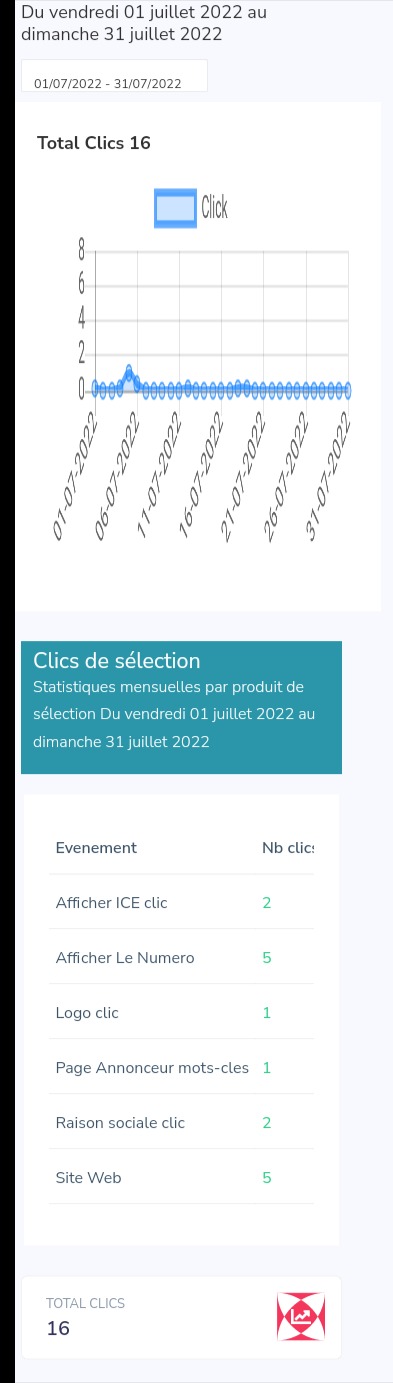 Du vendredi 01 juillet 2022 au
dimanche 31 juillet 2022
01/07/2022 - 31/07/2022
Total Clics 16
Click
8
6
4
2
0
01-07-2022
06-07-2022
11-07-2022
16-07-2022
21-07-2022
26-07-2022
31-07-2022
Clics de sélection
Statistiques mensuelles par produit de
sélection Du vendredi 01 juillet 2022 au
dimanche 31 juillet 2022
Evenement Nb clics
Afficher ICE clic 2
Afficher Le Numero 5
Logo clic 1
Page Annonceur mots-cles 1
Raison sociale clic 2
Site Web 5
TOTAL CLICS
16